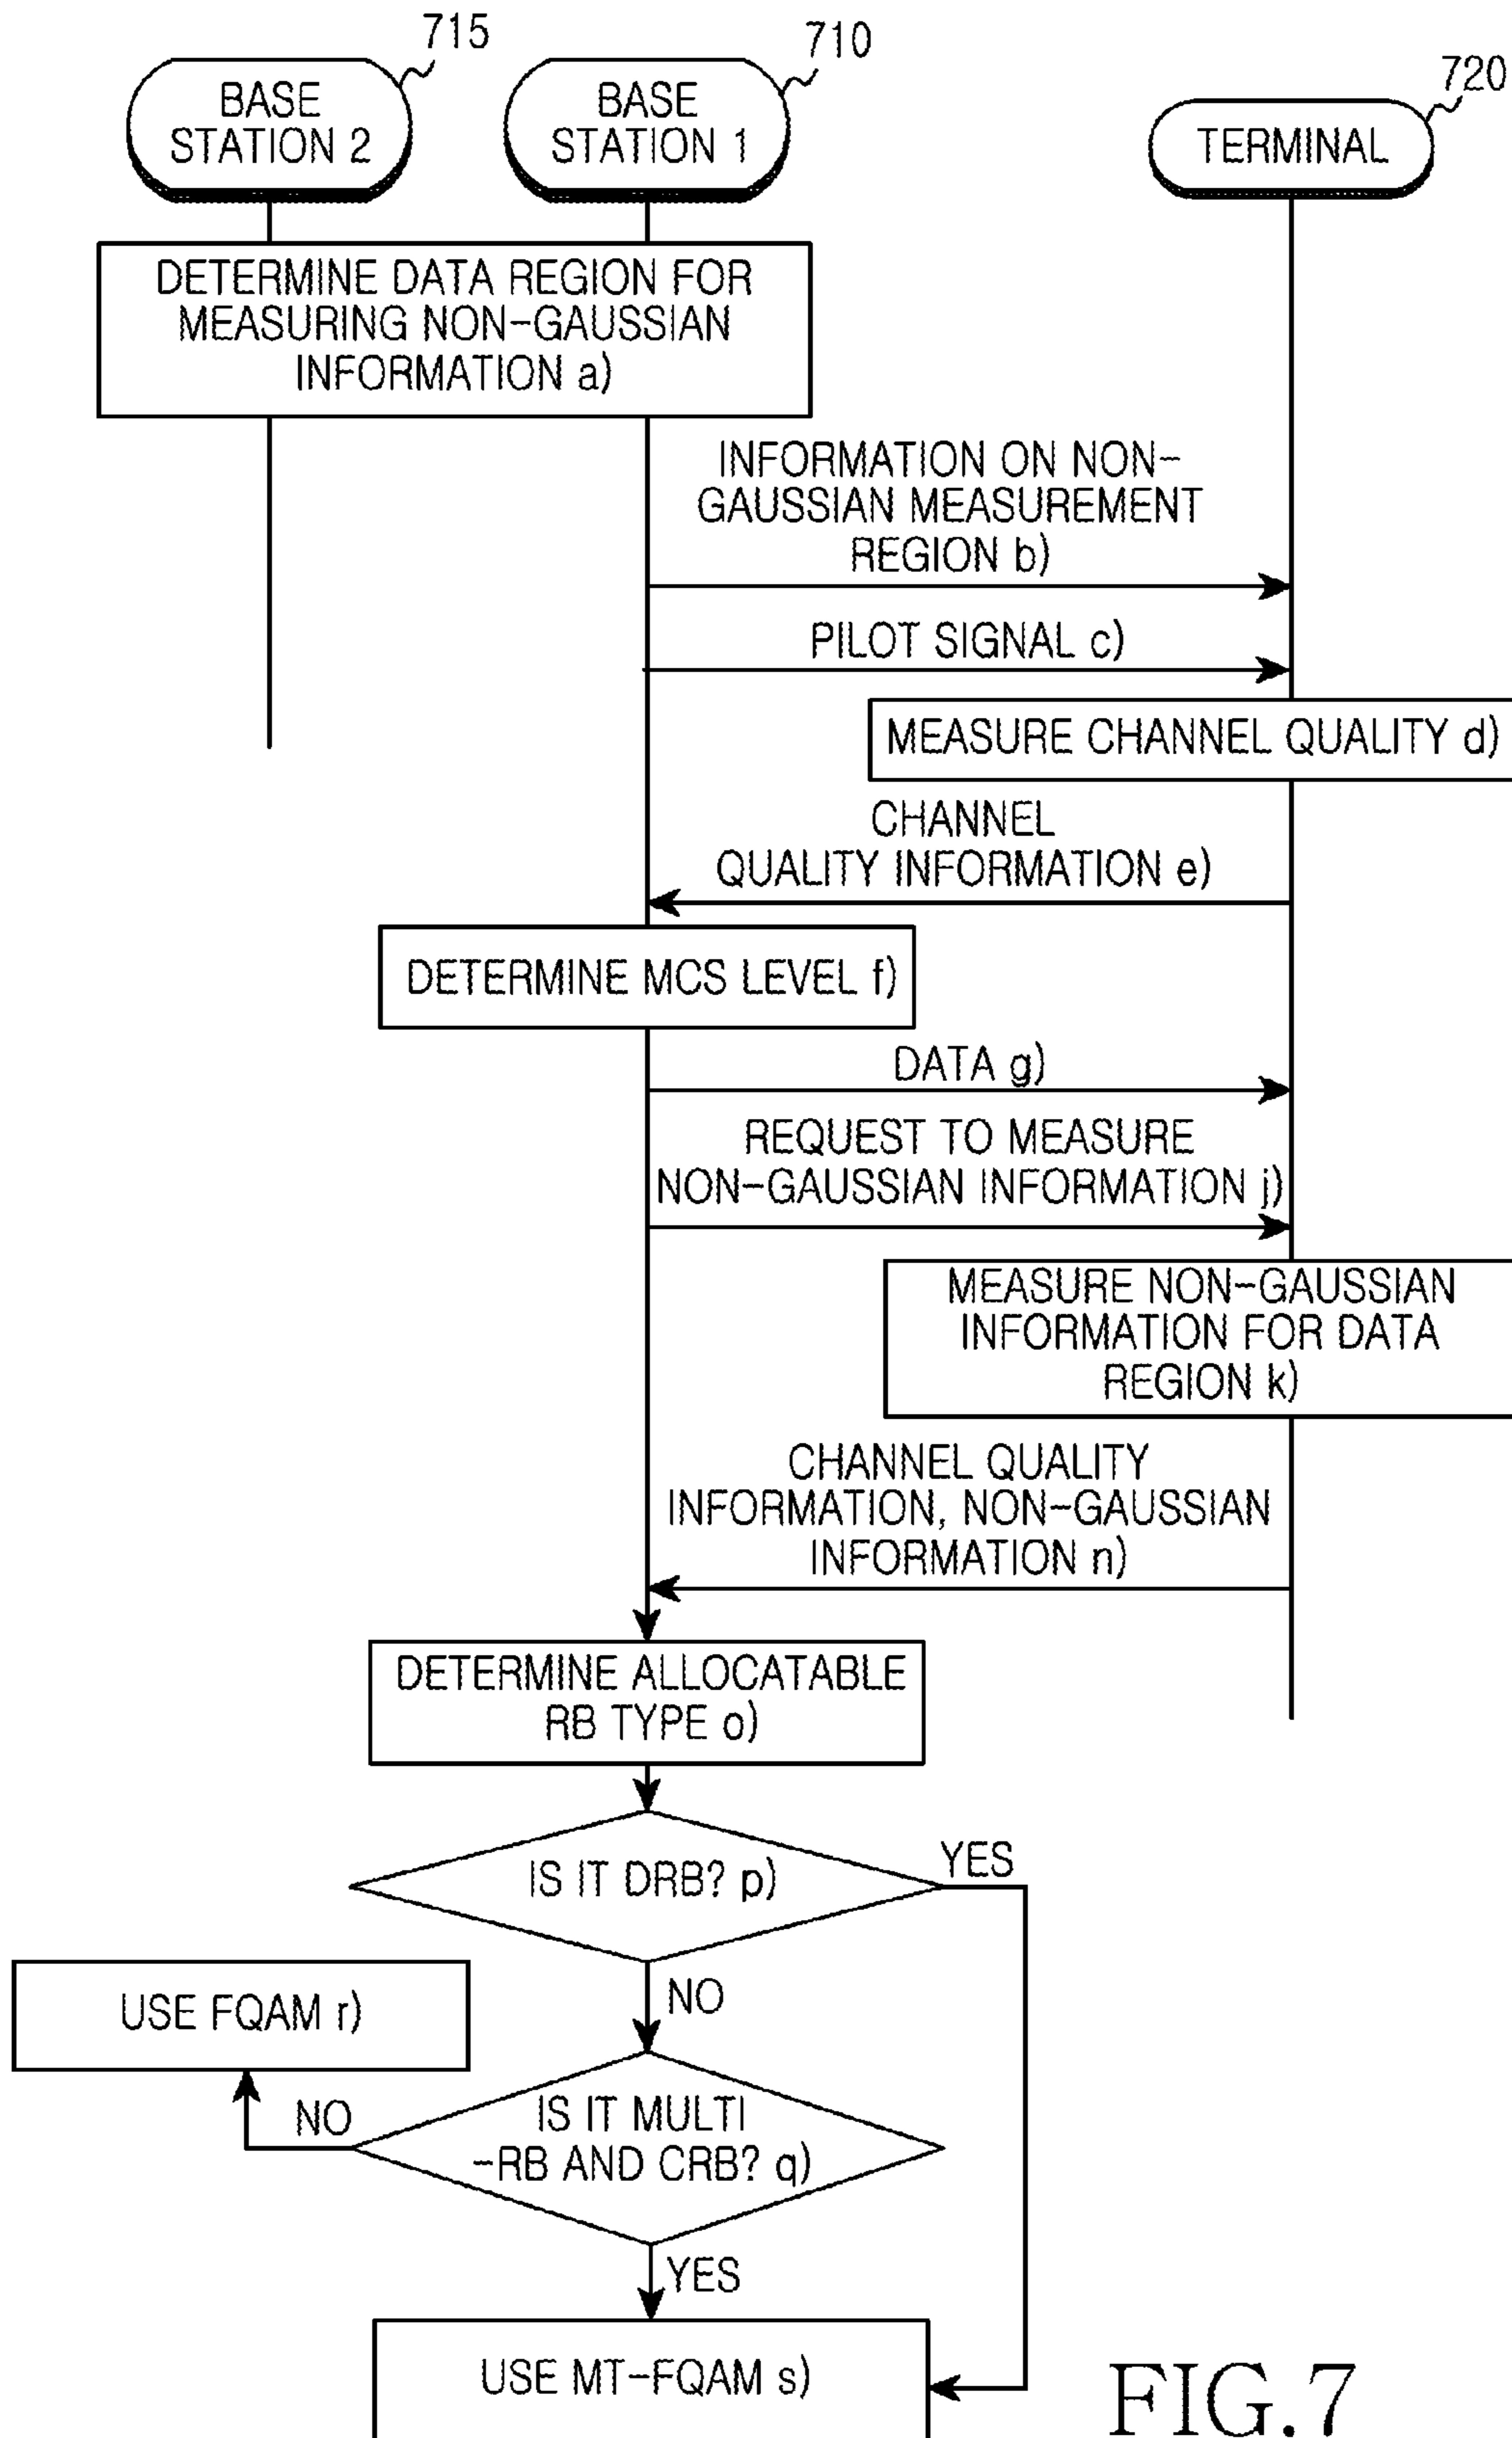 715
710
720
BASE
STATION 2
BASE
STATION 1
TERMINAL
DETERMINE DATA REGION FOR
MEASURING NON-GAUSSIAN
INFORMATION a)
INFORMATION ON NON-
GAUSSIAN MEASUREMENT
REGION b)
PILOT SIGNAL c)
MEASURE CHANNEL QUALITY d)
CHANNEL
QUALITY INFORMATION e)
DETERMINE MCS LEVEL f)
DATA g)
REQUEST TO MEASURE
NON-GAUSSIAN INFORMATION j)
MEASURE NON-GAUSSIAN
INFORMATION FOR DATA
REGION k)
CHANNEL QUALITY
INFORMATION, NON-GAUSSIAN
INFORMATION n)
DETERMINE ALLOCATABLE
RB TYPE o)
IS IT DRB? p)
YES
NO
USE FQAM r)
NO
IS IT MULTI
-RB AND CRB? q)
YES
USE MT-FQAM s)
FIG.7